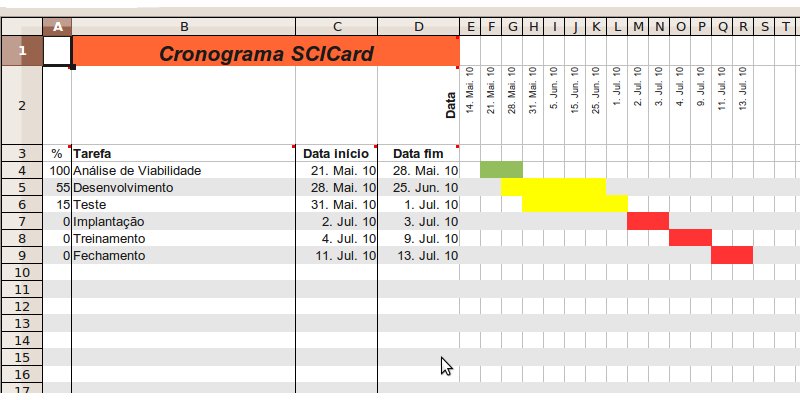 A B C D E F G H I J K L M N O P Q R S T
1 Cronograma SCICard
2 Data 14. Mai. 10 21. Mai. 10 28. Mai. 10 31. Mai. 10 5. Jun. 10 15. Jun. 10 25. Jun. 10 1. Jul. 10 2. Jul. 10 3. Jul. 10 4. Jul. 10 9. Jul. 10 11. Jul. 10 13. Jul. 10
3 % Tarefa Data início Data fim
4 100 Análise de Viabilidade 21. Mai. 10 28. Mai. 10
5 55 Desenvolvimento 28. Mai. 10 25. Jun. 10
6 15 Teste 31. Mai. 10 1. Jul. 10
7 0 Implantação 2. Jul. 10 3. Jul. 10
8 0 Treinamento 4. Jul. 10 9. Jul. 10
9 0 Fechamento 11. Jul. 10 13. Jul. 10
10
11
12
13
14
15
16
17